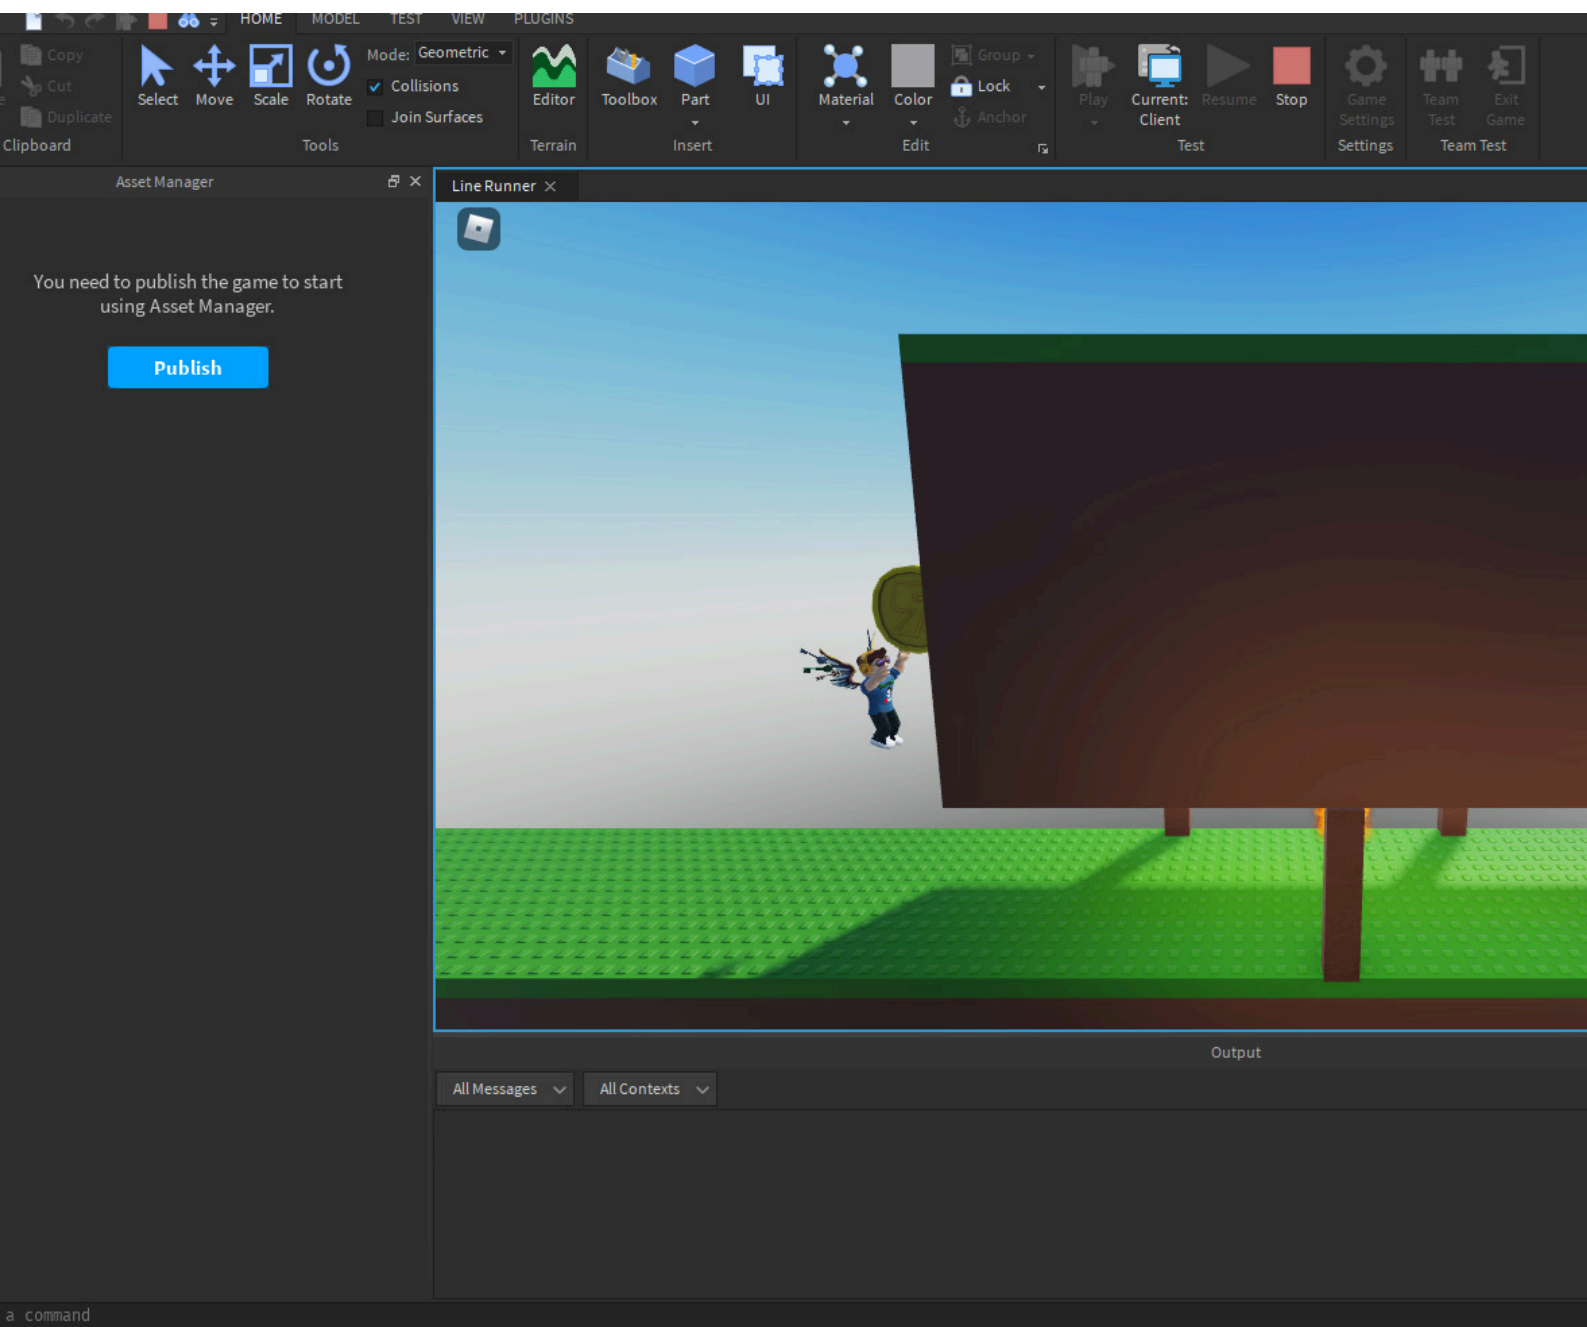 HOME MODEL TEST VIEW PLUGINS
Copy
Cut
Duplicate
Clipboard
Select Move Scale Rotate
Mode: Geometric
Collisions
Join Surfaces
Tools
Editor
Terrain
Toolbox Part UI
Insert
Material Color
Group
Lock
Anchor
Edit
Play Current: Client Resume Stop
Test
Game Settings
Settings
Team Test Exit Game
Team Test
Asset Manager
You need to publish the game to start
using Asset Manager.
Publish
Line Runner
Output
All Messages All Contexts
a command